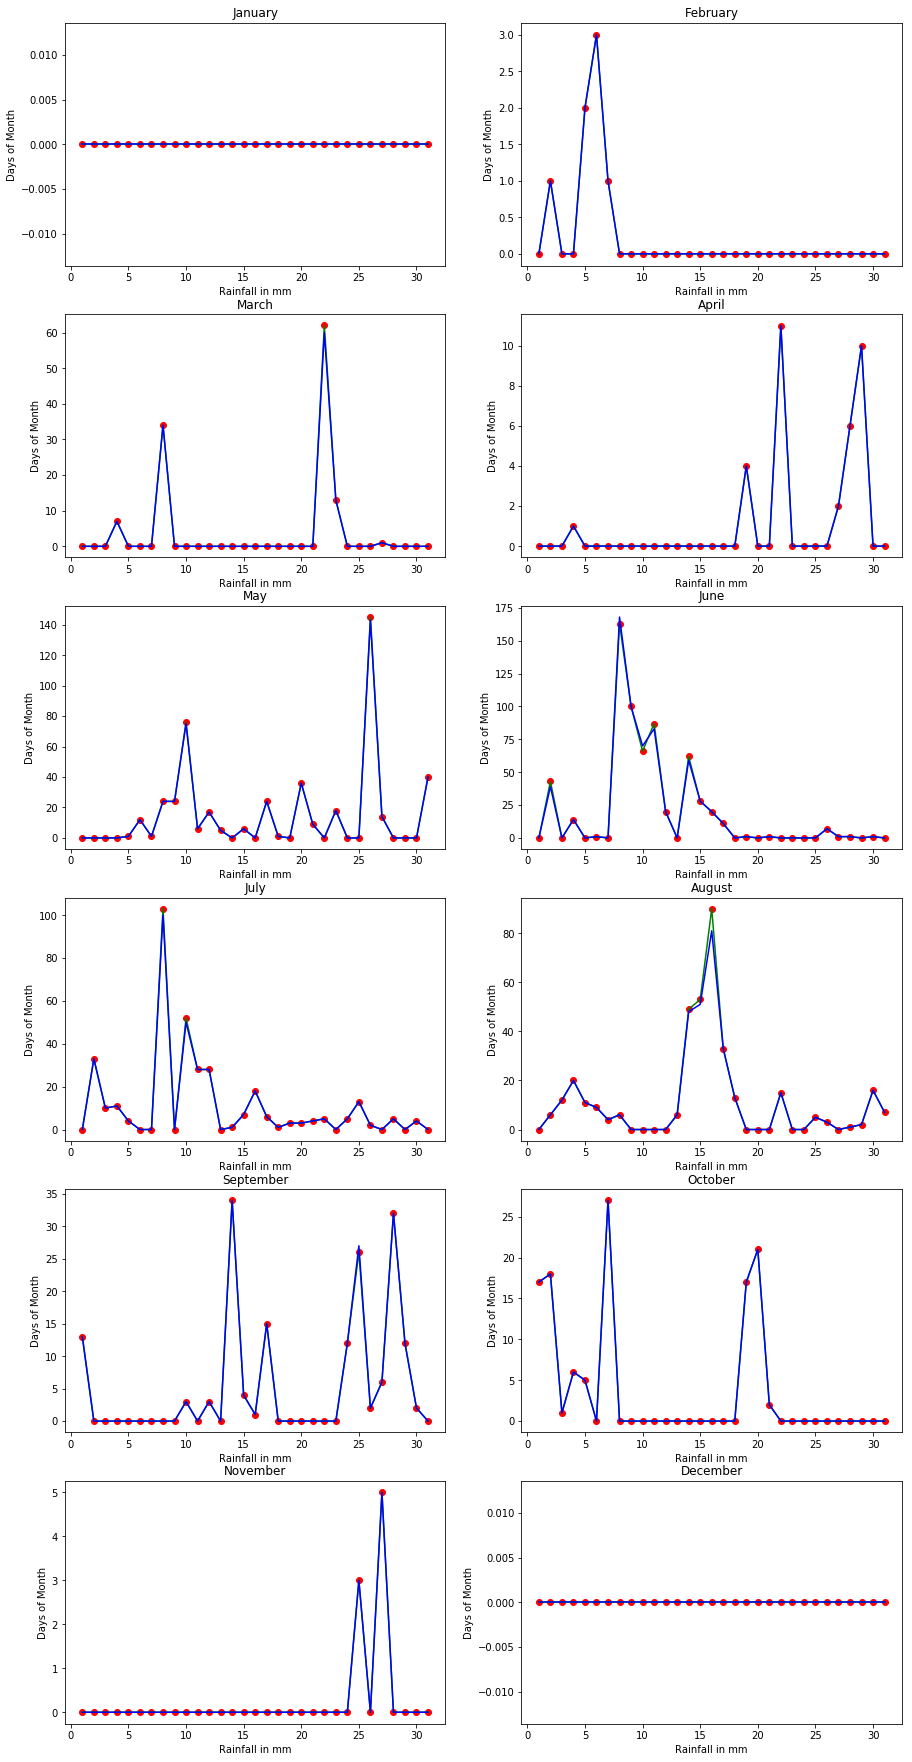 January
0.010
0.005
0.000
−0.005
−0.010
Days of Month
0 5 10 15 20 25 30
Rainfall in mm
February
3.0
2.5
2.0
1.5
1.0
0.5
0.0
Days of Month
0 5 10 15 20 25 30
Rainfall in mm
March
60
50
40
30
20
10
0
Days of Month
0 5 10 15 20 25 30
Rainfall in mm
April
10
8
6
4
2
0
Days of Month
0 5 10 15 20 25 30
Rainfall in mm
May
140
120
100
80
60
40
20
0
Days of Month
0 5 10 15 20 25 30
Rainfall in mm
June
175
150
125
100
75
50
25
0
Days of Month
0 5 10 15 20 25 30
Rainfall in mm
July
100
80
60
40
20
0
Days of Month
0 5 10 15 20 25 30
Rainfall in mm
August
80
60
40
20
0
Days of Month
0 5 10 15 20 25 30
Rainfall in mm
September
35
30
25
20
15
10
5
0
Days of Month
0 5 10 15 20 25 30
Rainfall in mm
October
25
20
15
10
5
0
Days of Month
0 5 10 15 20 25 30
Rainfall in mm
November
5
4
3
2
1
0
Days of Month
0 5 10 15 20 25 30
Rainfall in mm
December
0.010
0.005
0.000
−0.005
−0.010
Days of Month
0 5 10 15 20 25 30
Rainfall in mm